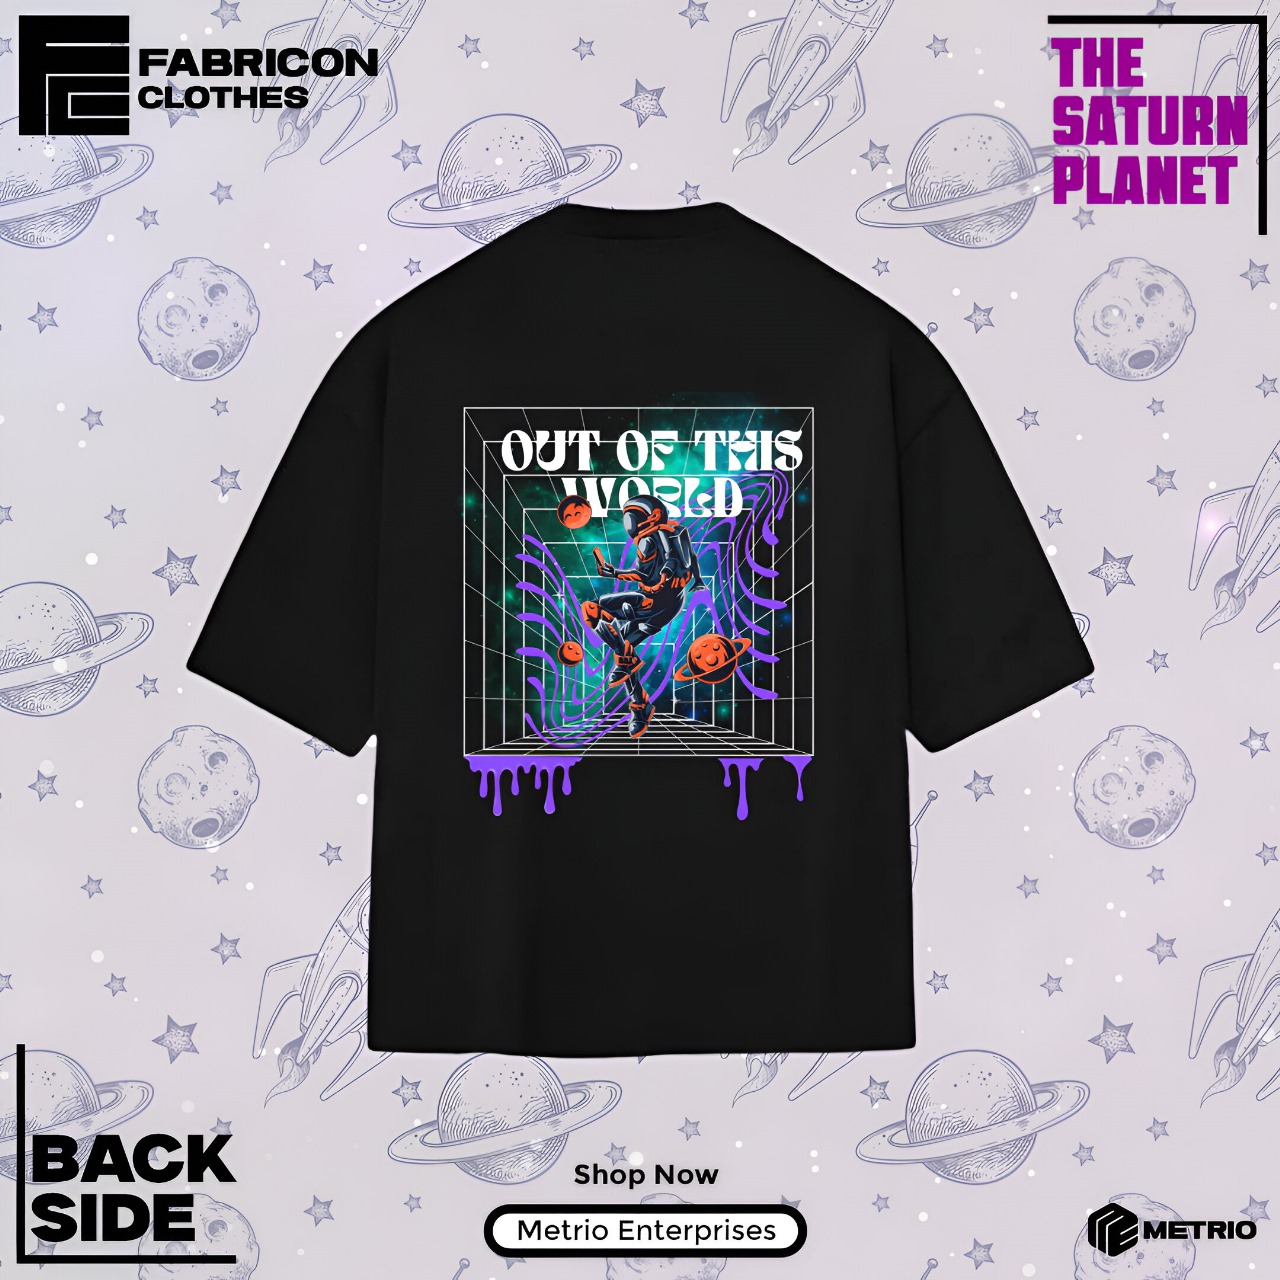 FABRICON
CLOTHES
THE
SATURN
PLANET
OUT OF THIS
WORLD
BACK
SIDE
Shop Now
Metrio Enterprises
METRIO